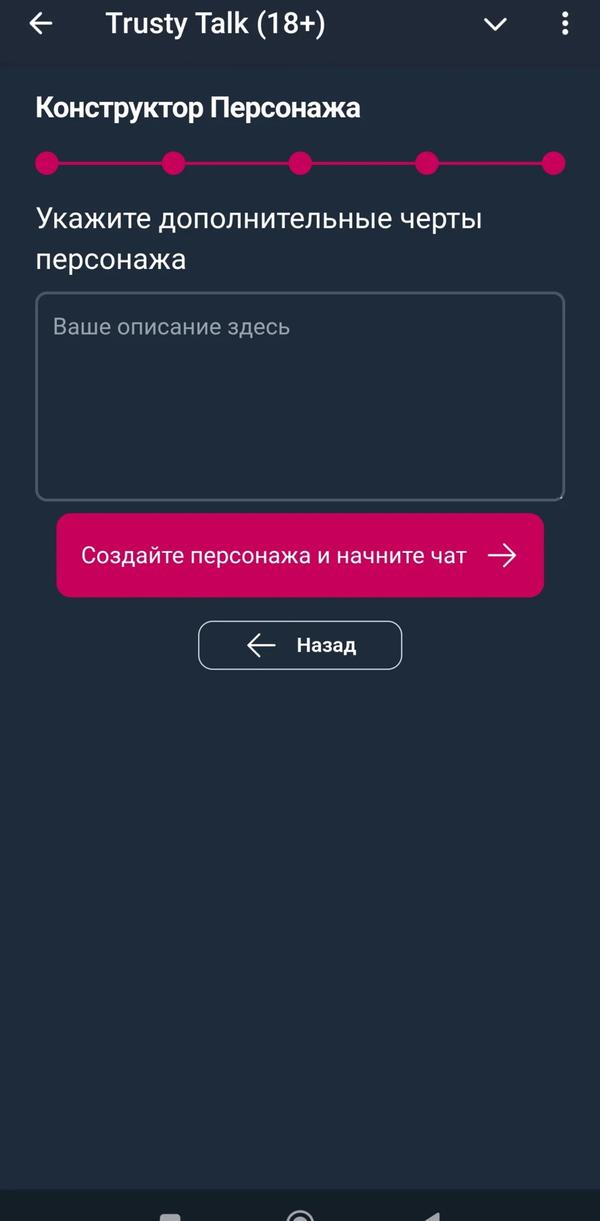 Trusty Talk (18+)
Конструктор Персонажа
Укажите дополнительные черты
персонажа
Ваше описание здесь
Создайте персонажа и начните чат
Назад